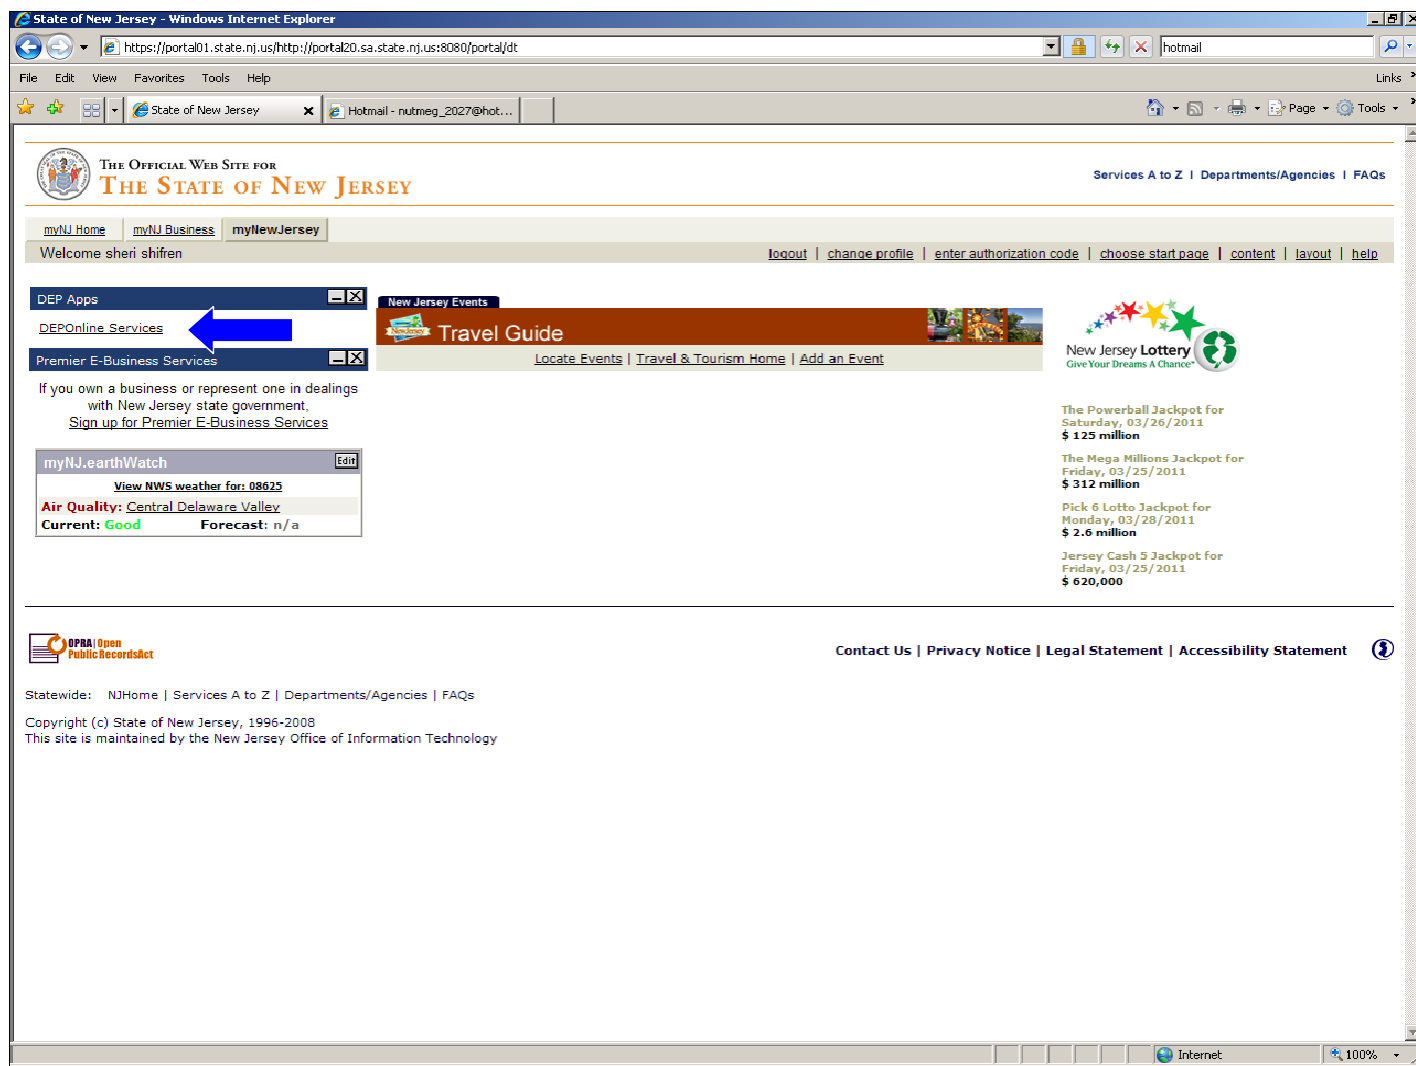 State of New Jersey - Windows Internet Explorer
https://portal01.state.nj.us/http://portal20.sa.state.nj.us:8080/portal/dt
hotmail
File Edit View Favorites Tools Help
Links
State of New Jersey
Hotmail - nutmeg_2027@hot...
Page Tools
THE OFFICIAL WEB SITE FOR
THE STATE OF NEW JERSEY
Services A to Z | Departments/Agencies | FAQs
myNJ Home myNJ Business myNewJersey
Welcome sheri shifren
logout | change profile | enter authorization code | choose start page | content | layout | help
DEP Apps
DEPOnline Services
Premier E-Business Services
If you own a business or represent one in dealings
with New Jersey state government,
Sign up for Premier E-Business Services
myNJ.earthWatch
Edit
View NWS weather for: 08625
Air Quality: Central Delaware Valley
Current: Good Forecast: n/a
New Jersey Events
Travel Guide
Locate Events | Travel & Tourism Home | Add an Event
New Jersey Lottery
Give Your Dreams A Chance
The Powerball Jackpot for
Saturday, 03/26/2011
$ 125 million
The Mega Millions Jackpot for
Friday, 03/25/2011
$ 312 million
Pick 6 Lotto Jackpot for
Monday, 03/28/2011
$ 2.6 million
Jersey Cash 5 Jackpot for
Friday, 03/25/2011
$ 620,000
OPRA | Open
Public Records Act
Contact Us | Privacy Notice | Legal Statement | Accessibility Statement
Statewide: NJHome | Services A to Z | Departments/Agencies | FAQs
Copyright (c) State of New Jersey, 1996-2008
This site is maintained by the New Jersey Office of Information Technology
Internet
100%